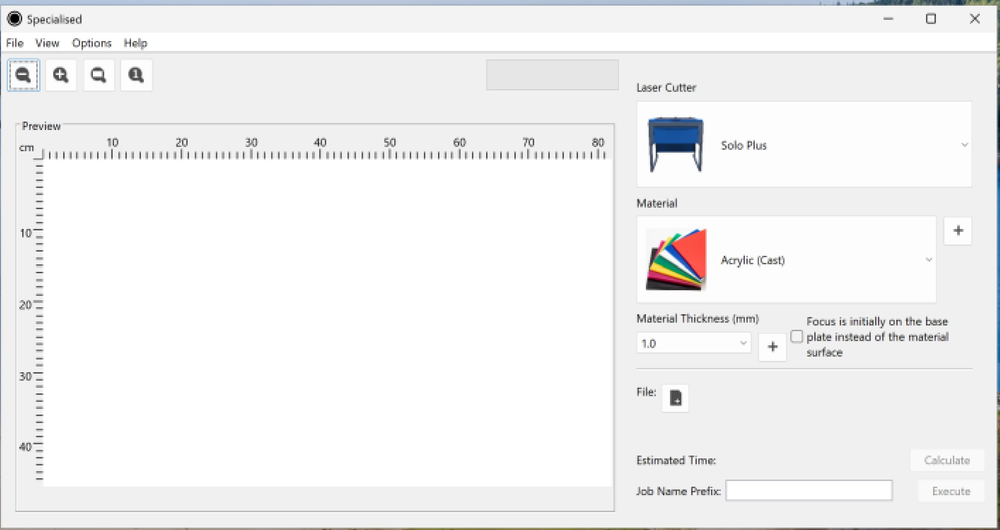 Specialised
File View Options Help
Laser Cutter
Preview
cm 10 20 30 40 50 60 70 80
Solo Plus
Material
10
Acrylic (Cast)
20
Material Thickness (mm)
Focus is initially on the base
plate instead of the material
surface
1.0
30
File:
40
Estimated Time:
Calculate
Job Name Prefix:
Execute